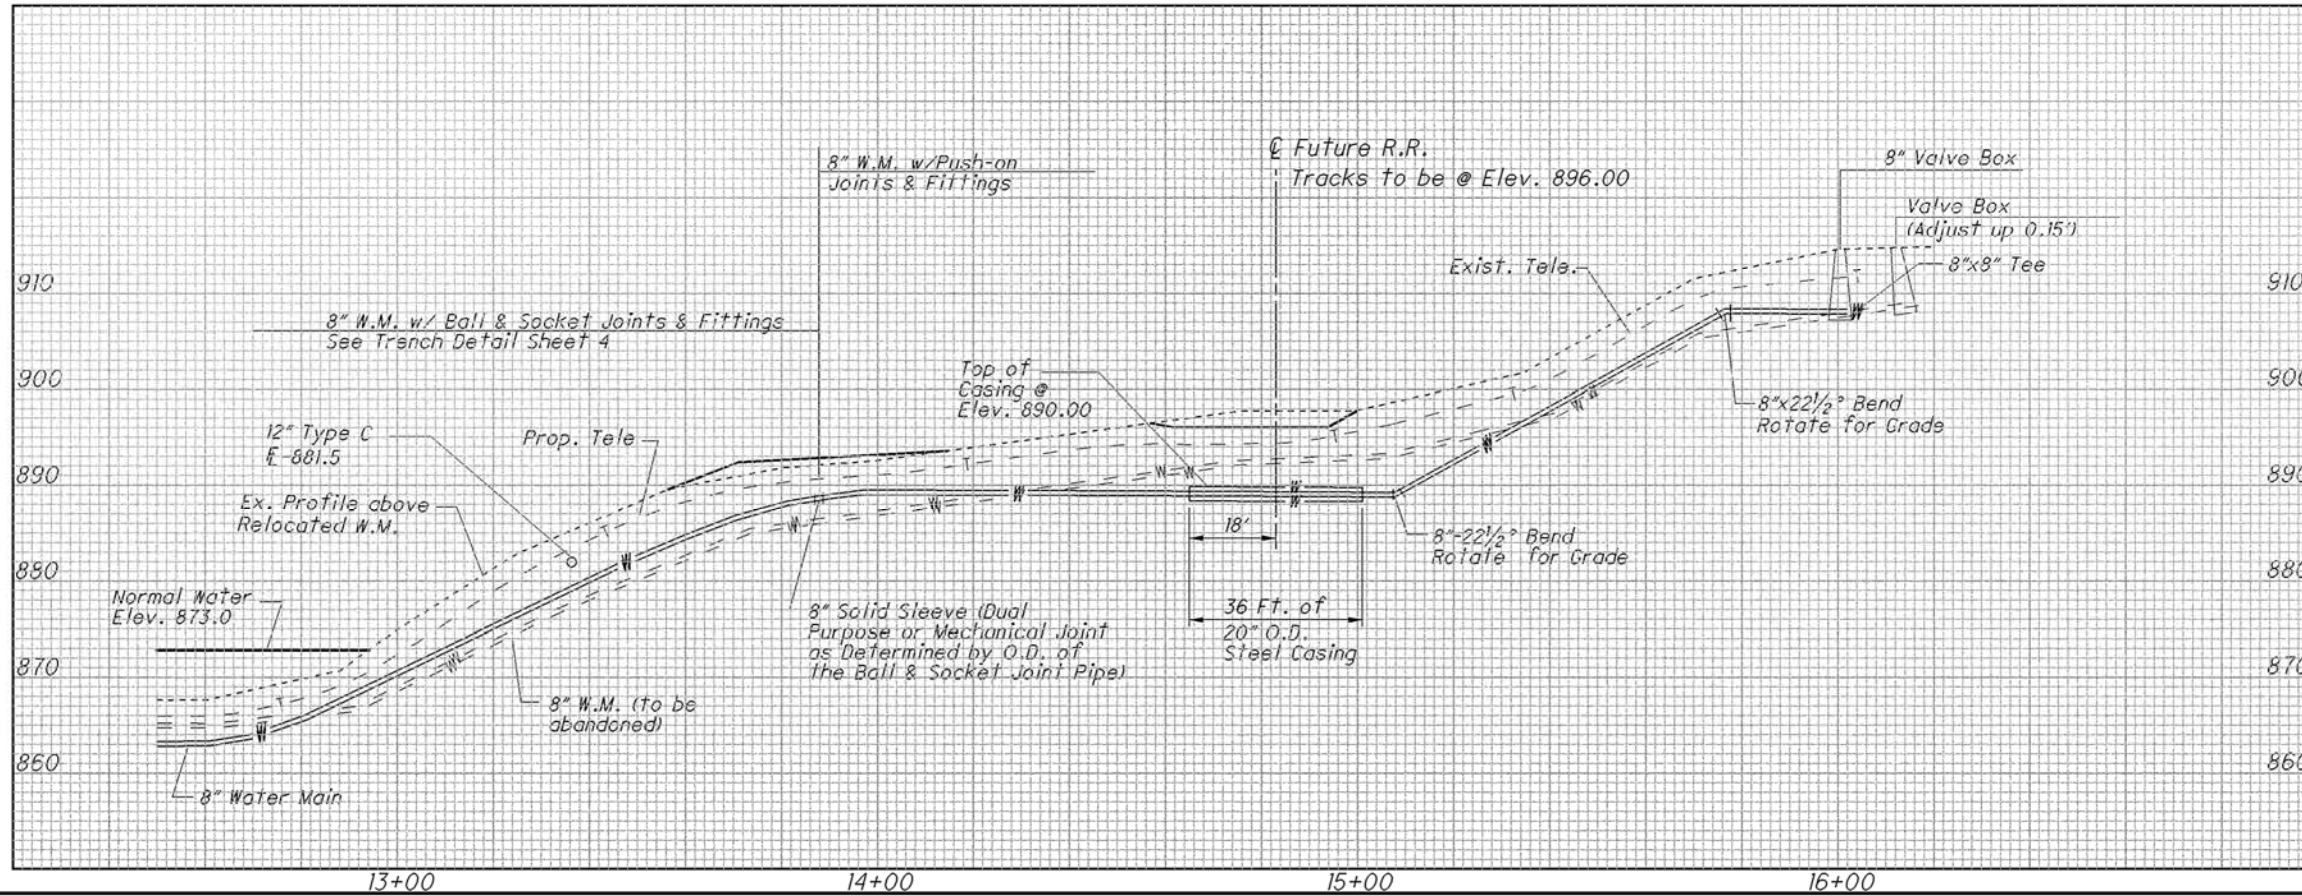 8" W.M. w/Push-on
Joints & Fittings
℄ Future R.R.
Tracks to be @ Elev. 896.00
8" Valve Box
Valve Box
(Adjust up 0.15')
8"x8" Tee
Exist. Tele.
910
910
8" W.M. w/ Ball & Socket Joints & Fittings
See Trench Detail Sheet 4
Top of
Casing @
Elev. 890.00
900
900
8"x22½° Bend
Rotate for Grade
12" Type C
℄-881.5
Prop. Tele
890
890
Ex. Profile above
Relocated W.M.
18'
8"-22½° Bend
Rotate for Grade
880
880
Normal Water
Elev. 873.0
8" Solid Sleeve (Dual
Purpose or Mechanical Joint
as Determined by O.D. of
the Ball & Socket Joint Pipe)
36 Ft. of
20" O.D.
Steel Casing
870
870
8" W.M. (to be
abandoned)
860
860
8" Water Main
T
T
T
T
T
T
W
W
W
W
W
W
W
W
W
W
W
W
W
13+00
14+00
15+00
16+00